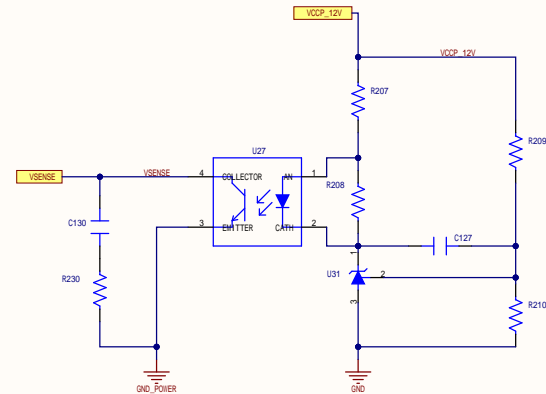 VCCP_12V
VCCP_12V
R207
R209
U27
VSENSE
VSENSE
4
COLLECTOR
AN
1
R208
C130
3
EMITTER
CATH
2
1
C127
U31
2
R230
3
R210
GND_POWER
GND